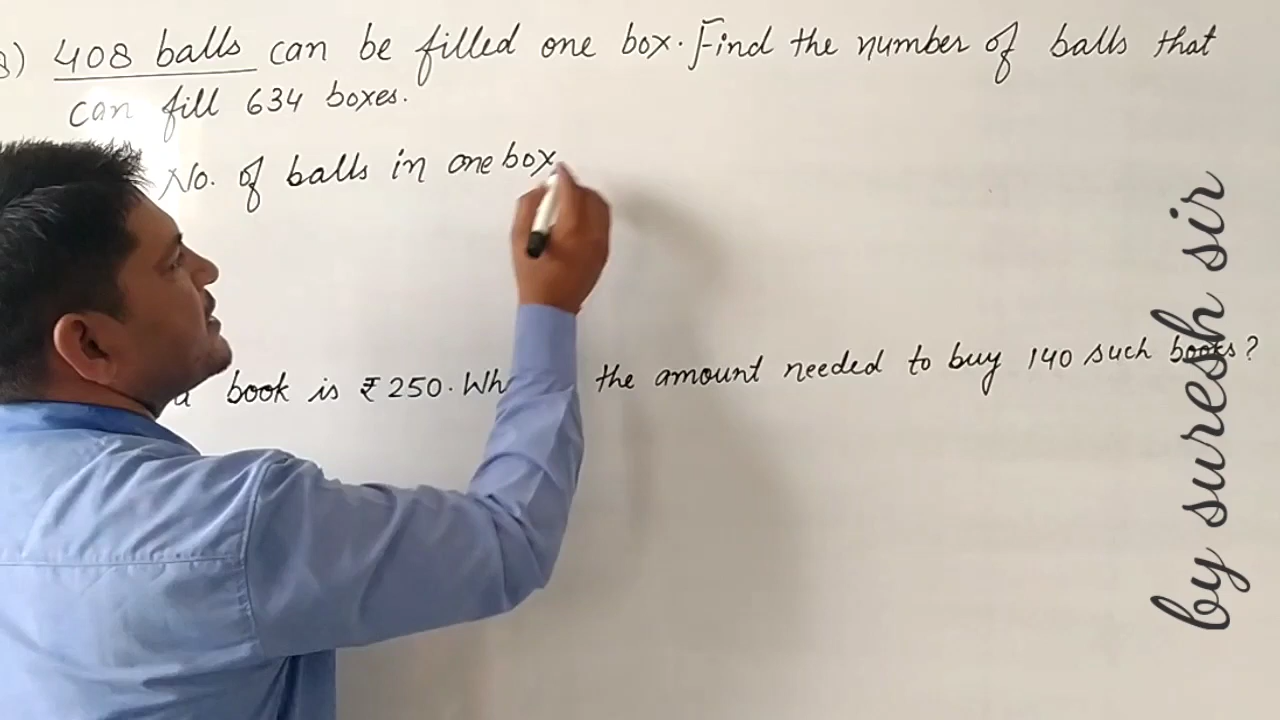 3) 408 balls can be filled one box. Find the number of balls that
can fill 634 boxes.
No. of balls in one box
a book is ₹ 250. Wh the amount needed to buy 140 such books?
by suresh sir